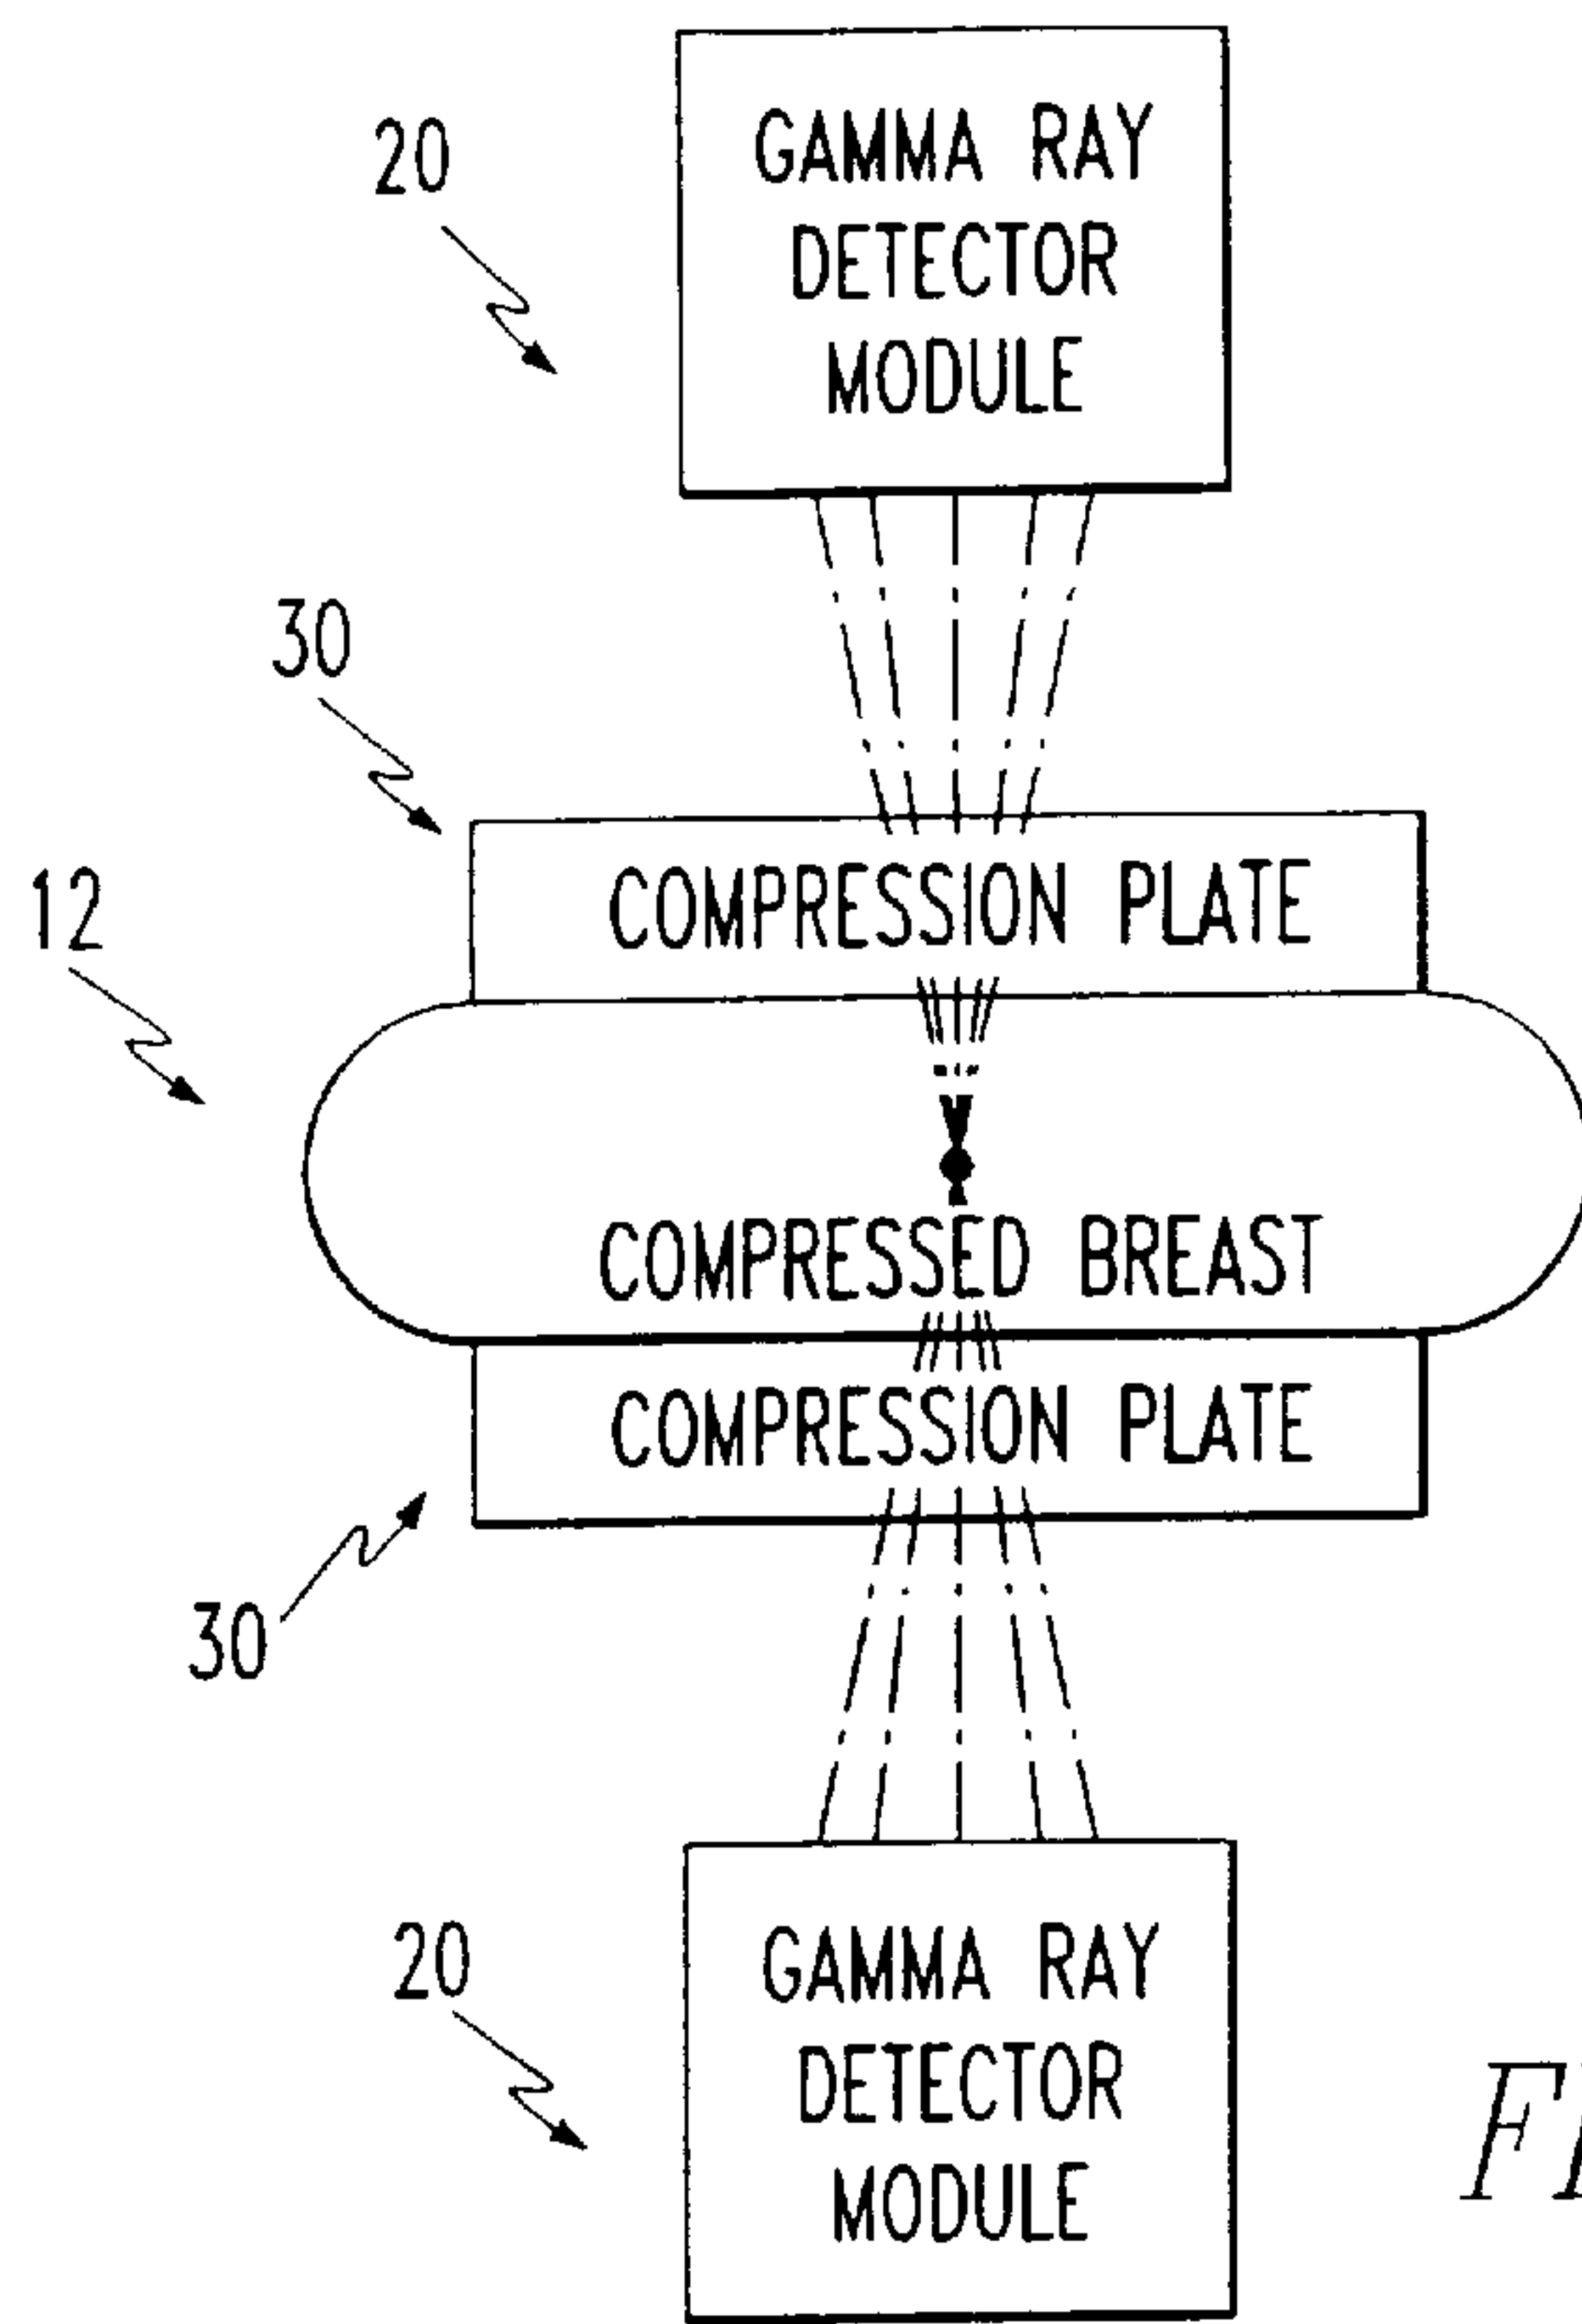 20
GAMMA RAY
DETECTOR
MODULE
30
12
COMPRESSION PLATE
COMPRESSED BREAST
COMPRESSION PLATE
30
20
GAMMA RAY
DETECTOR
MODULE